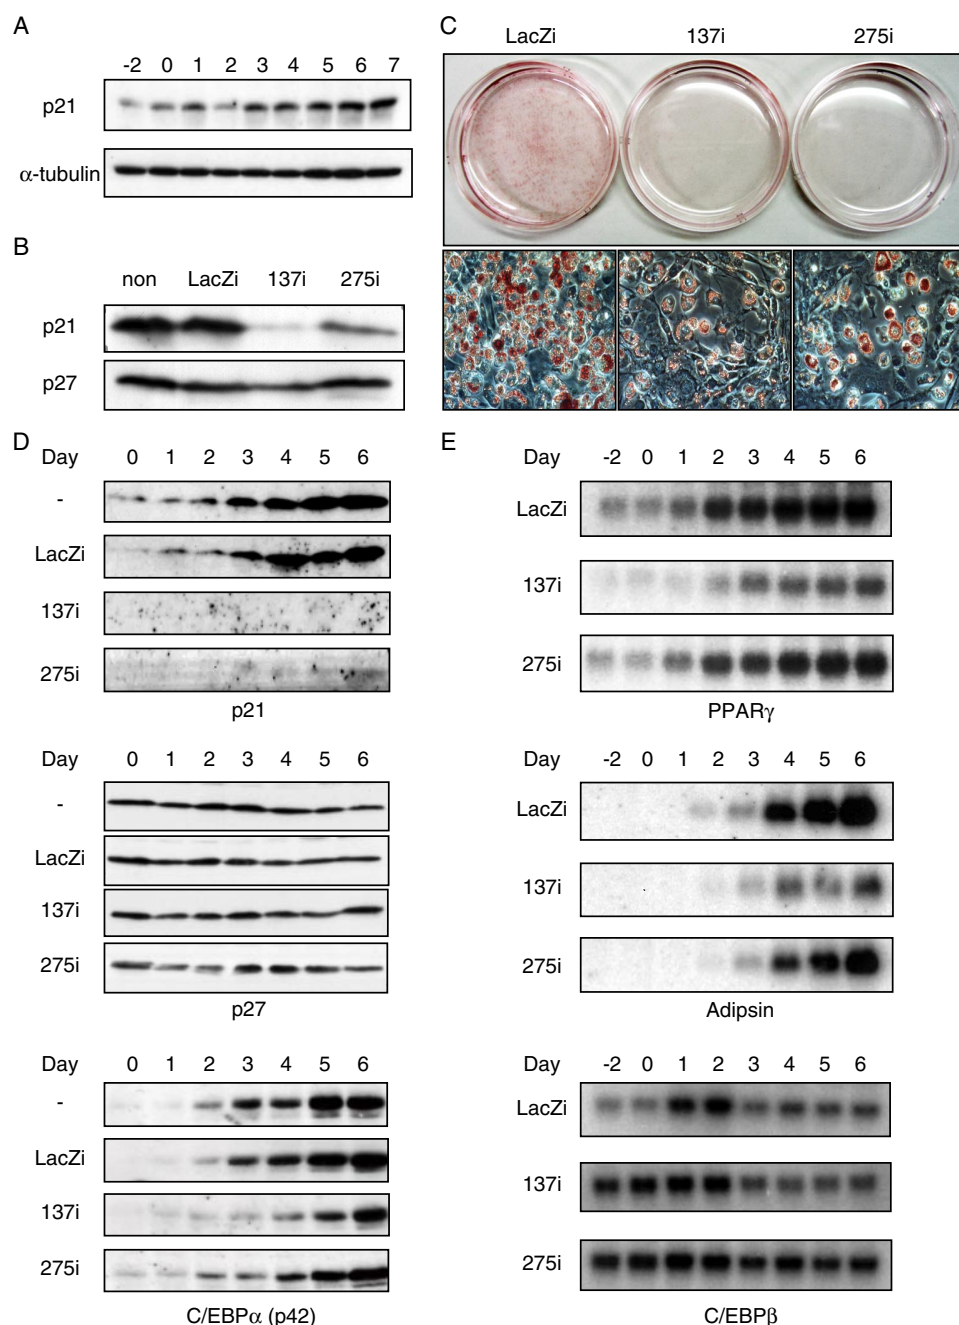 A
-2 0 1 2 3 4 5 6 7
p21
α-tubulin
B
non LacZi 137i 275i
p21
p27
C
LacZi 137i 275i
D
Day 0 1 2 3 4 5 6
-
LacZi
137i
275i
p21
Day 0 1 2 3 4 5 6
-
LacZi
137i
275i
p27
Day 0 1 2 3 4 5 6
-
LacZi
137i
275i
C/EBPα (p42)
E
Day -2 0 1 2 3 4 5 6
LacZi
137i
275i
PPARγ
Day -2 0 1 2 3 4 5 6
LacZi
137i
275i
Adipsin
Day -2 0 1 2 3 4 5 6
LacZi
137i
275i
C/EBPβ